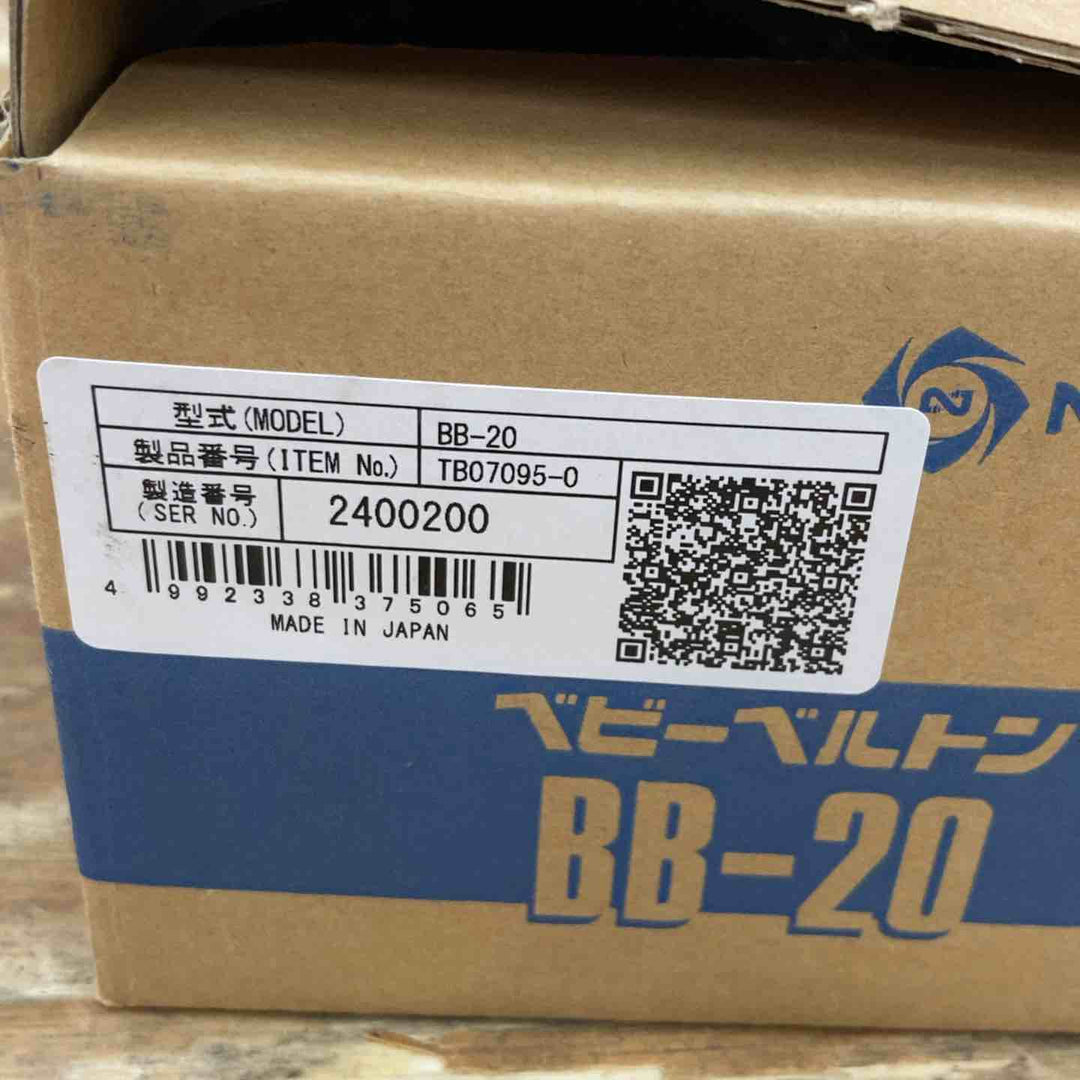 型式(MODEL) BB-20
製品番号(ITEM No.) TB07095-0
製造番号
(SER NO.) 2400200
4 992338 375065
MADE IN JAPAN
N
ベビーベルトン
BB-20